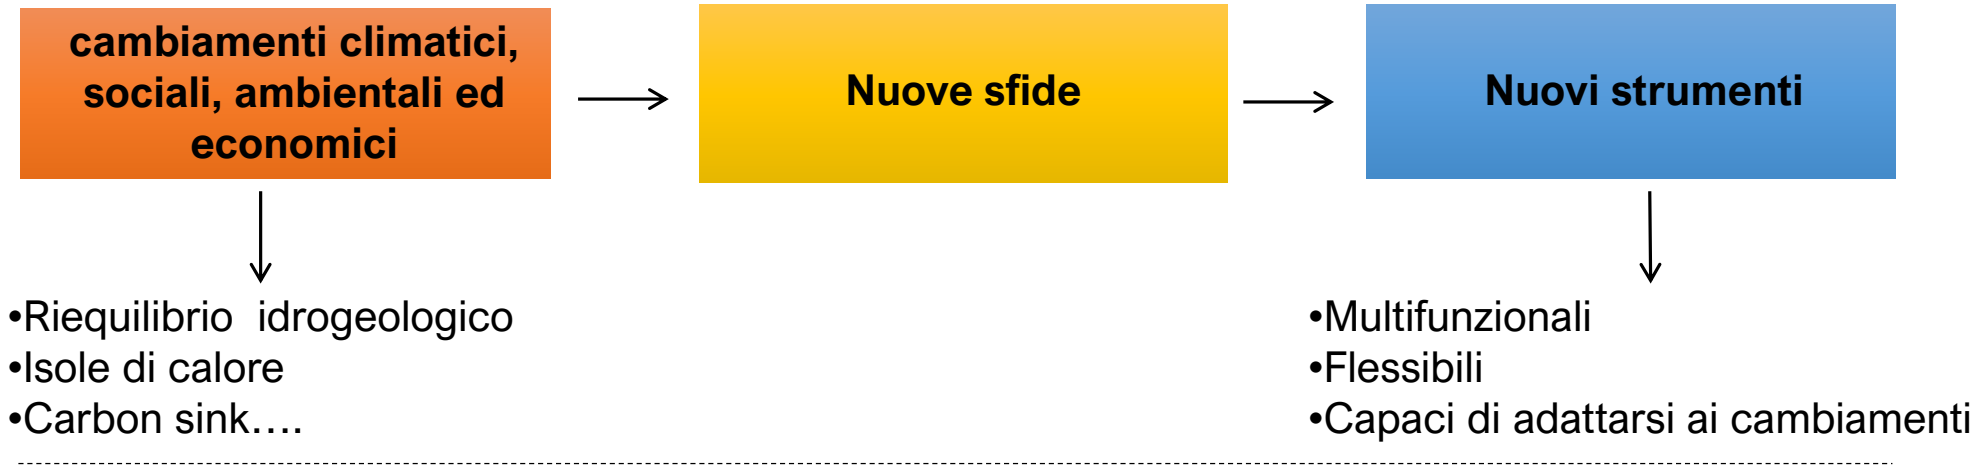 cambiamenti climatici,
sociali, ambientali ed
economici
Nuove sfide
Nuovi strumenti
•Riequilibrio  idrogeologico
•Isole di calore
•Carbon sink….
•Multifunzionali
•Flessibili
•Capaci di adattarsi ai cambiamenti